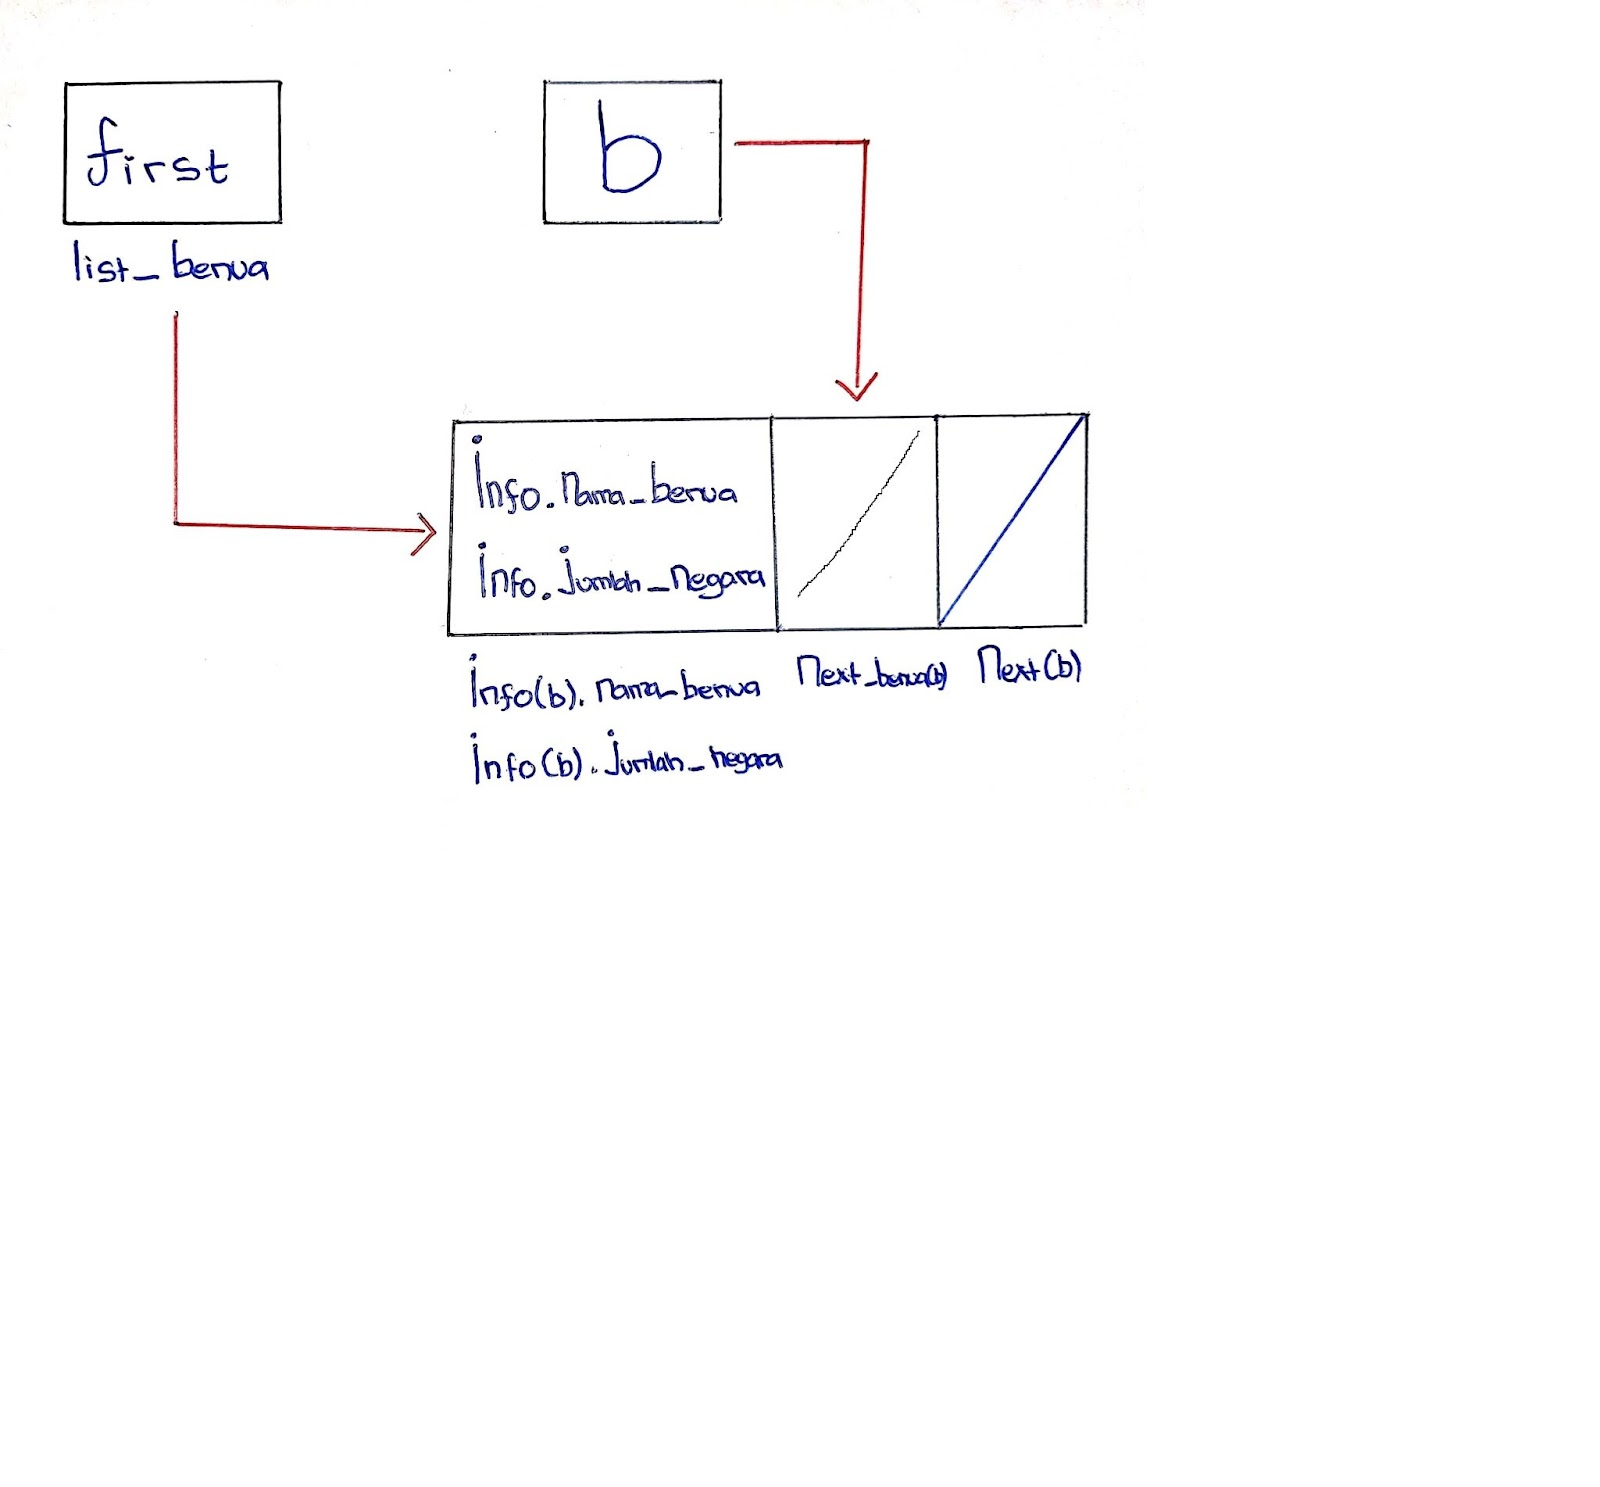 first
list_benua
b
Info.Nama_benua
Info.jumlah_negara
Info(b).nama_benua
Next_benua(b)
Next(b)
Info(b).jumlah_negara